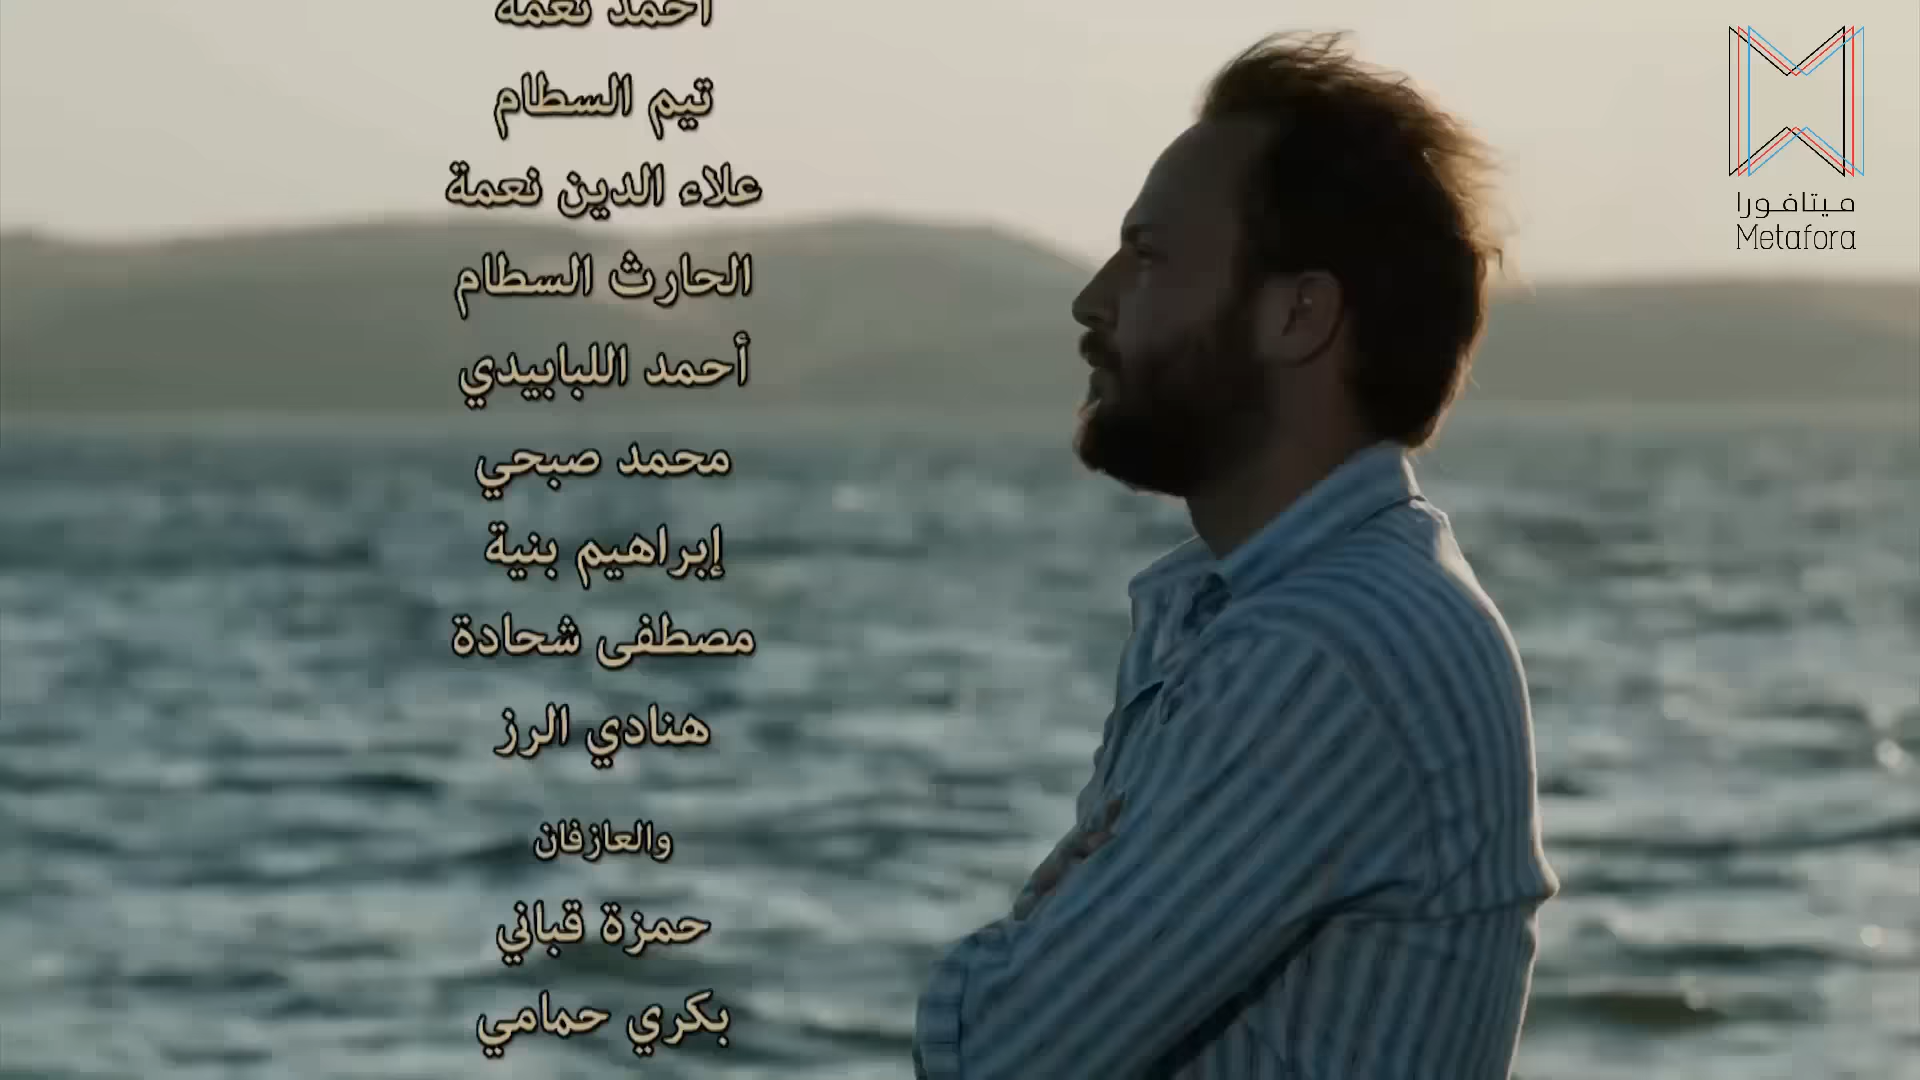 أحمد نعمة
تيم السطام
علاء الدين نعمة
الحارث السطام
أحمد اللبابيدي
محمد صبحي
إبراهيم بنية
مصطفى شحادة
هنادي الرز
والعازفان
حمزة قباني
بكري حمامي
ميتافورا
Metafora